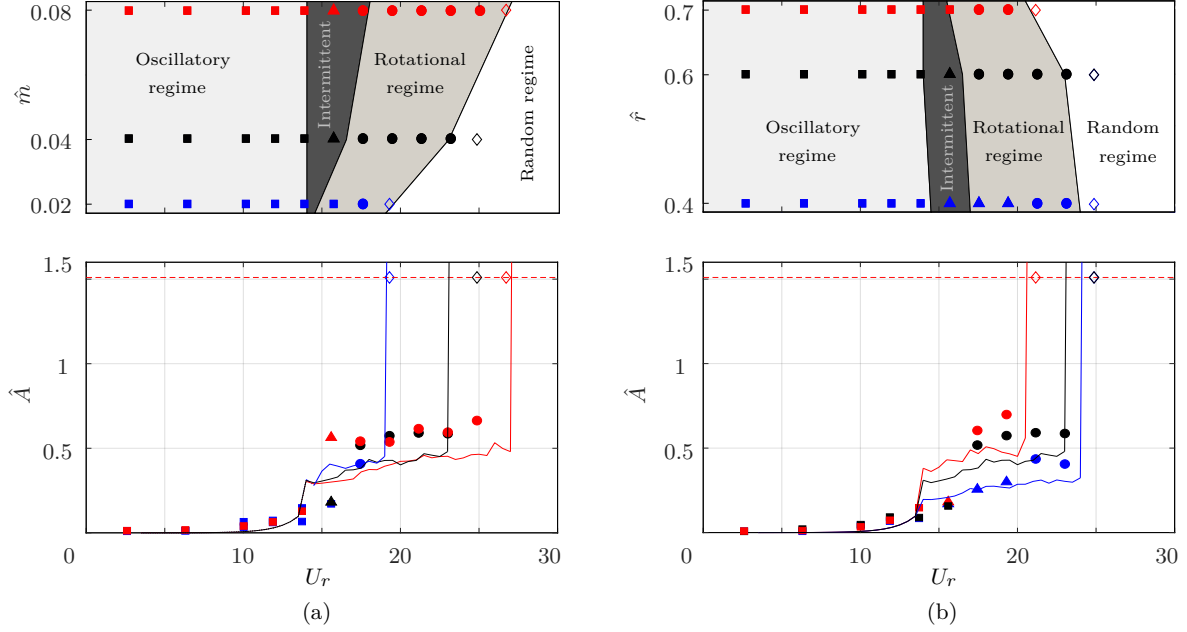 0.08
0.04
0.02
m̂
Oscillatory
regime
Intermittent
Rotational
regime
Random regime
0.7
0.6
0.4
r̂
Oscillatory
regime
Intermittent
Rotational
regime
Random
regime
1.5
1
0.5
0
10
20
30
Â
U_r
(a)
1.5
1
0.5
0
10
20
30
Â
U_r
(b)